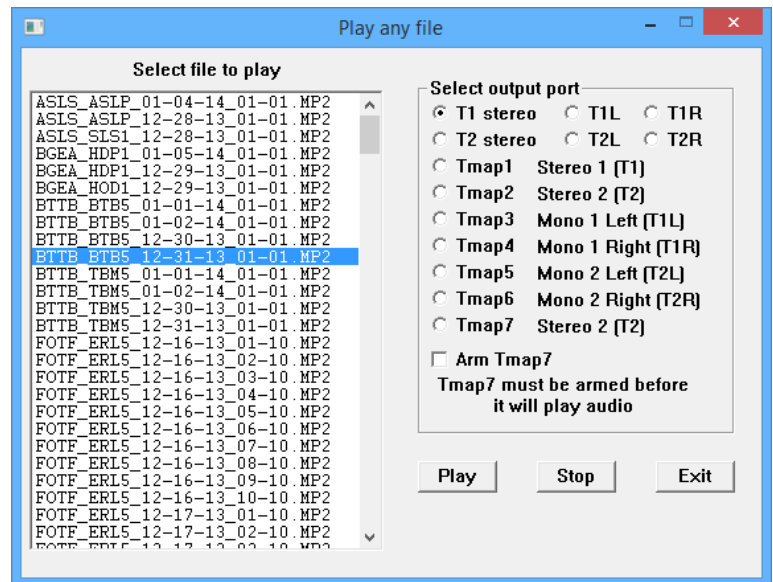 Play any file
Select file to play
ASLS_ASLP_01-04-14_01-01.MP2
ASLS_ASLP_12-28-13_01-01.MP2
ASLS_SLS1_12-28-13_01-01.MP2
BGEA_HDP1_01-05-14_01-01.MP2
BGEA_HDP1_12-29-13_01-01.MP2
BGEA_HOD1_12-29-13_01-01.MP2
BTTB_BTB5_01-01-14_01-01.MP2
BTTB_BTB5_01-02-14_01-01.MP2
BTTB_BTB5_12-30-13_01-01.MP2
BTTB_BTB5_12-31-13_01-01.MP2
BTTB_TBM5_01-01-14_01-01.MP2
BTTB_TBM5_01-02-14_01-01.MP2
BTTB_TBM5_12-30-13_01-01.MP2
BTTB_TBM5_12-31-13_01-01.MP2
FOTF_ERL5_12-16-13_01-10.MP2
FOTF_ERL5_12-16-13_02-10.MP2
FOTF_ERL5_12-16-13_03-10.MP2
FOTF_ERL5_12-16-13_04-10.MP2
FOTF_ERL5_12-16-13_05-10.MP2
FOTF_ERL5_12-16-13_06-10.MP2
FOTF_ERL5_12-16-13_07-10.MP2
FOTF_ERL5_12-16-13_08-10.MP2
FOTF_ERL5_12-16-13_09-10.MP2
FOTF_ERL5_12-16-13_10-10.MP2
FOTF_ERL5_12-17-13_01-10.MP2
FOTF_ERL5_12-17-13_02-10.MP2
Select output port
T1 stereo T1L T1R
T2 stereo T2L T2R
Tmap1 Stereo 1 (T1)
Tmap2 Stereo 2 (T2)
Tmap3 Mono 1 Left (T1L)
Tmap4 Mono 1 Right (T1R)
Tmap5 Mono 2 Left (T2L)
Tmap6 Mono 2 Right (T2R)
Tmap7 Stereo 2 (T2)
Arm Tmap7
Tmap7 must be armed before
it will play audio
Play Stop Exit